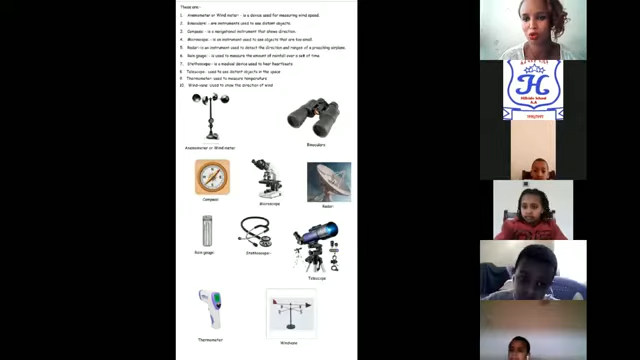 These are:-
1. Anemometer or Wind meter :- is a device used for measuring wind speed.
2. Binoculars:- are instruments used to see distant objects.
3. Compass:- is a navigational instrument that shows direction.
4. Microscope:- is an instrument used to see objects that are too small.
5. Radar:- is an instrument used to detect the direction and ranges of approaching airplane.
6. Rain gauge:- is used to measure the amount of rainfall over a set of time.
7. Stethoscope:- is a medical device used to hear heartbeats
8. Telescope:- used to see distant objects in the space
9. Thermometer:- used to measure temperature
10. Wind-vane:- used to show the direction of wind
Anemometer or Wind meter
Binoculars
Compass:
Microscope
Radar:
Rain gauge:
Stethoscope:-
Telescope
Thermometer
Windvane
H
Hillside School
A.A